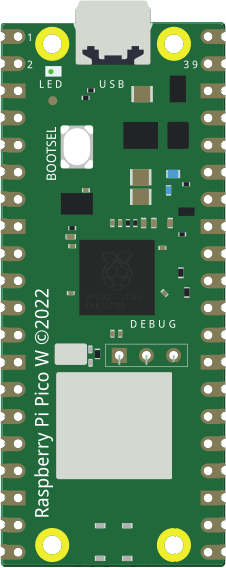 1
2
39
LED
USB
BOOTSEL
DEBUG
Raspberry Pi Pico W ©2022